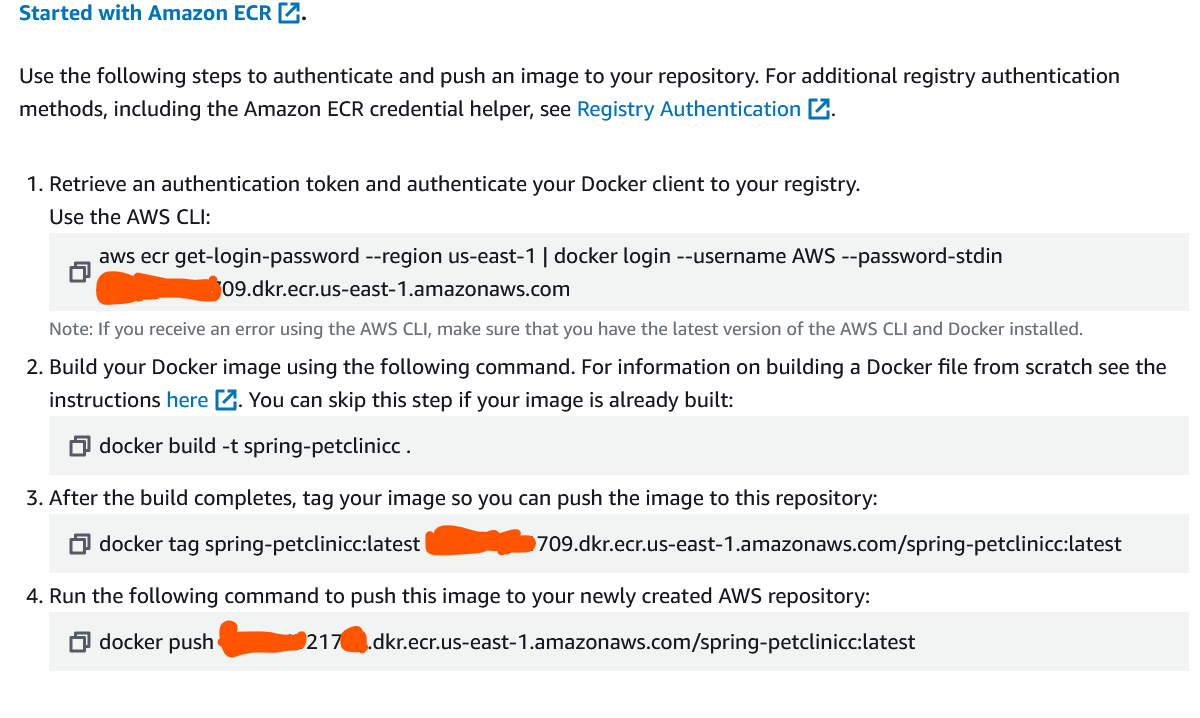 Started with Amazon ECR.
Use the following steps to authenticate and push an image to your repository. For additional registry authentication
methods, including the Amazon ECR credential helper, see Registry Authentication.
1. Retrieve an authentication token and authenticate your Docker client to your registry.
Use the AWS CLI:
aws ecr get-login-password --region us-east-1 | docker login --username AWS --password-stdin
09.dkr.ecr.us-east-1.amazonaws.com
Note: If you receive an error using the AWS CLI, make sure that you have the latest version of the AWS CLI and Docker installed.
2. Build your Docker image using the following command. For information on building a Docker file from scratch see the
instructions here. You can skip this step if your image is already built:
docker build -t spring-petclinicc .
3. After the build completes, tag your image so you can push the image to this repository:
docker tag spring-petclinicc:latest 709.dkr.ecr.us-east-1.amazonaws.com/spring-petclinicc:latest
4. Run the following command to push this image to your newly created AWS repository:
docker push 217.dkr.ecr.us-east-1.amazonaws.com/spring-petclinicc:latest